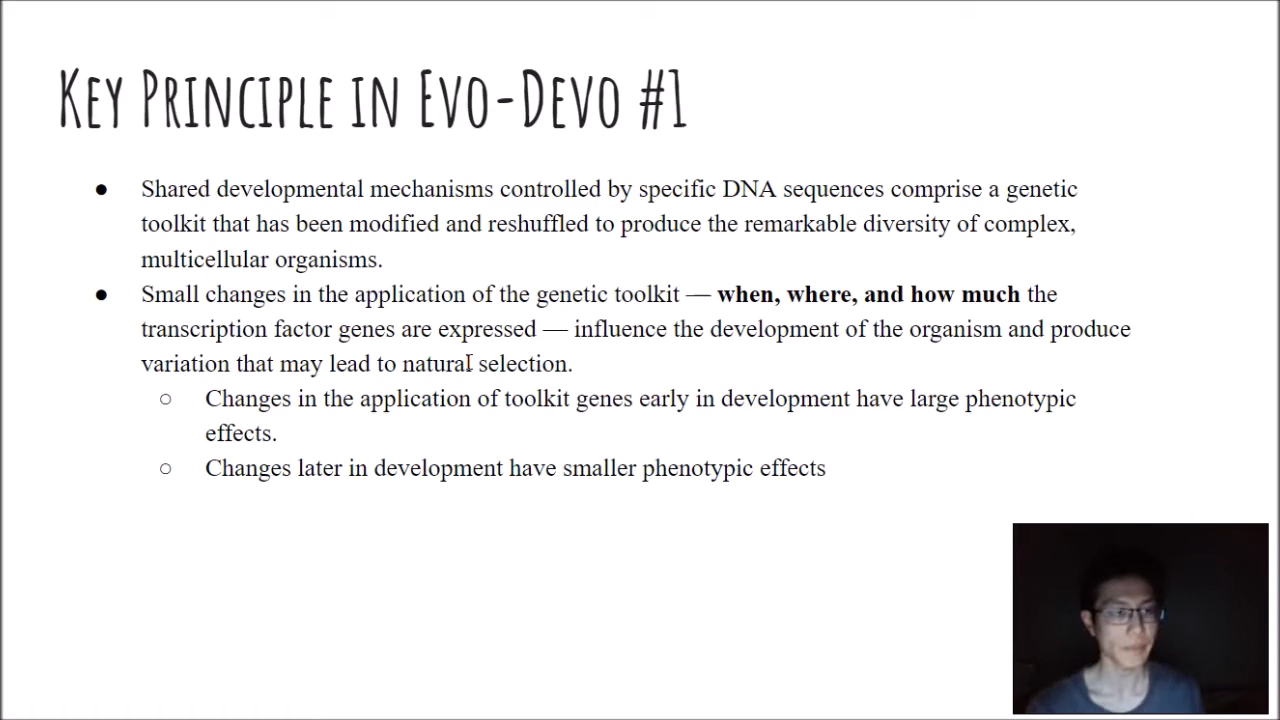 Key Principle in Evo-Devo #1
● Shared developmental mechanisms controlled by specific DNA sequences comprise a genetic
toolkit that has been modified and reshuffled to produce the remarkable diversity of complex,
multicellular organisms.
● Small changes in the application of the genetic toolkit — when, where, and how much the
transcription factor genes are expressed — influence the development of the organism and produce
variation that may lead to natural selection.
○ Changes in the application of toolkit genes early in development have large phenotypic
effects.
○ Changes later in development have smaller phenotypic effects